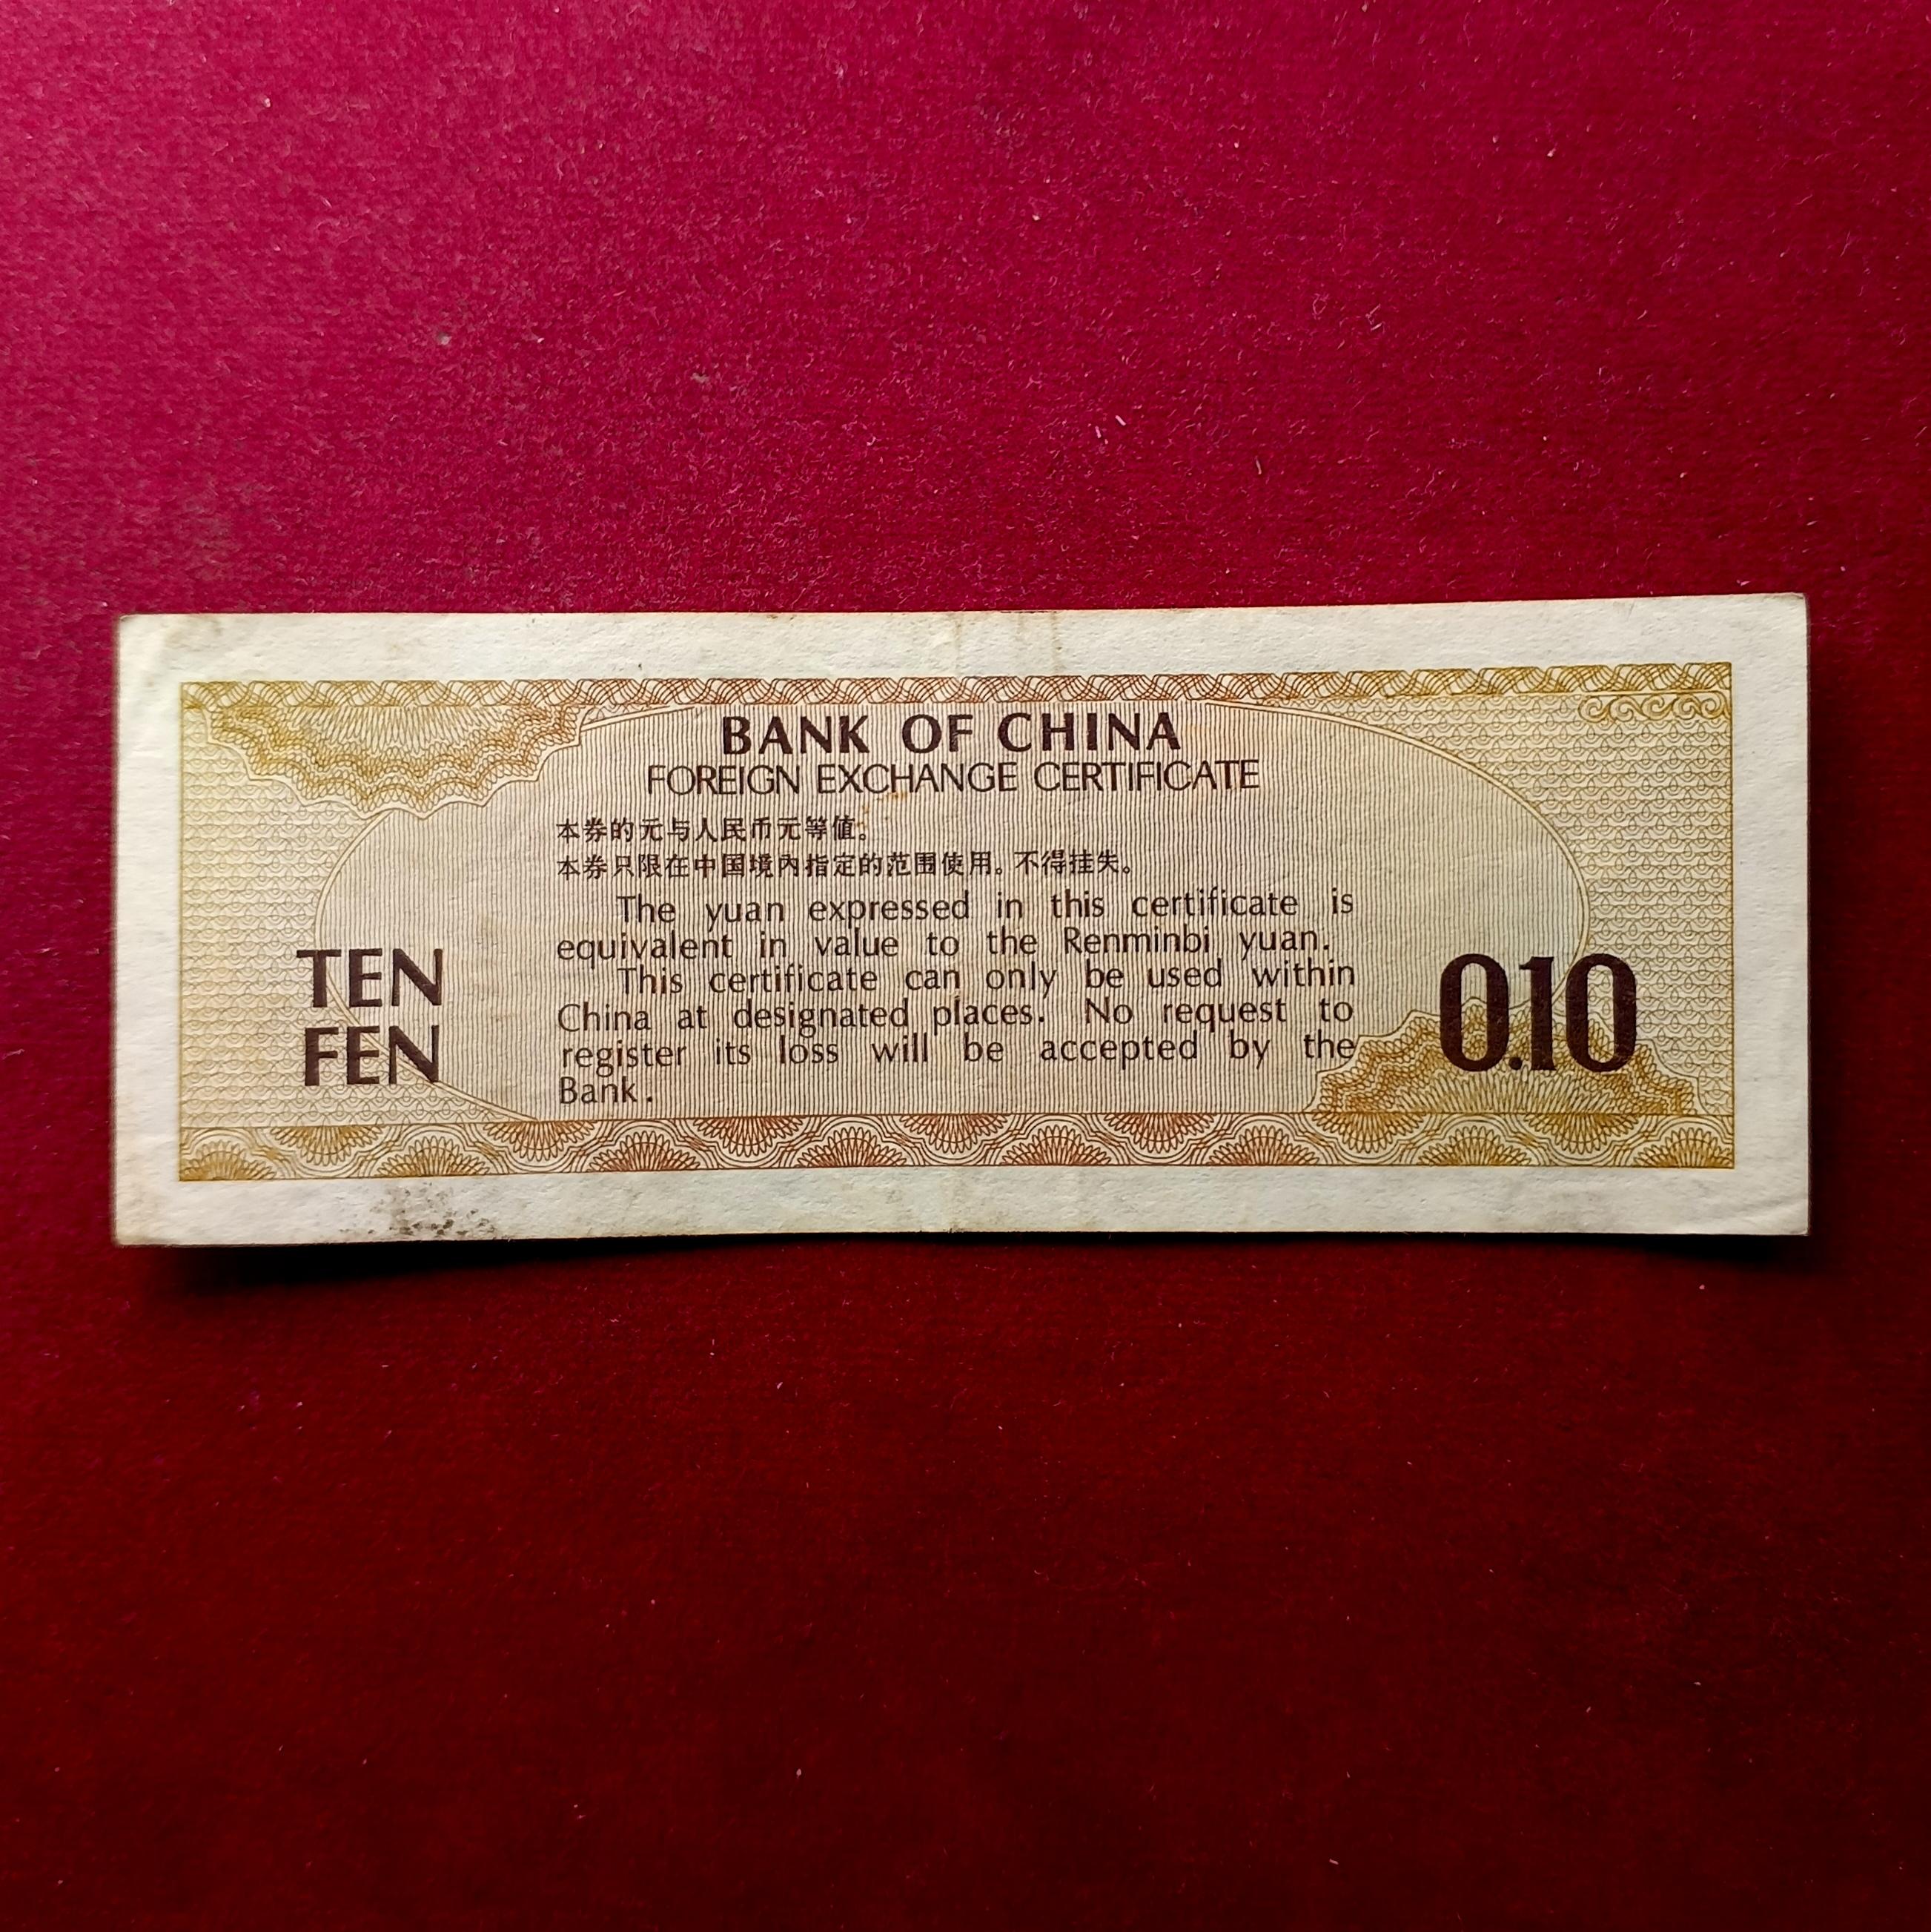 BANK OF CHINA
FOREIGN EXCHANGE CERTIFICATE
本券的元与人民币元等值。
本券只限在中国境内指定的范围使用。不得挂失。
The yuan expressed in this certificate is
equivalent in value to the Renminbi yuan.
This certificate can only be used within
China at designated places. No request to
register its loss will be accepted by the
Bank.
TEN
FEN
0.10